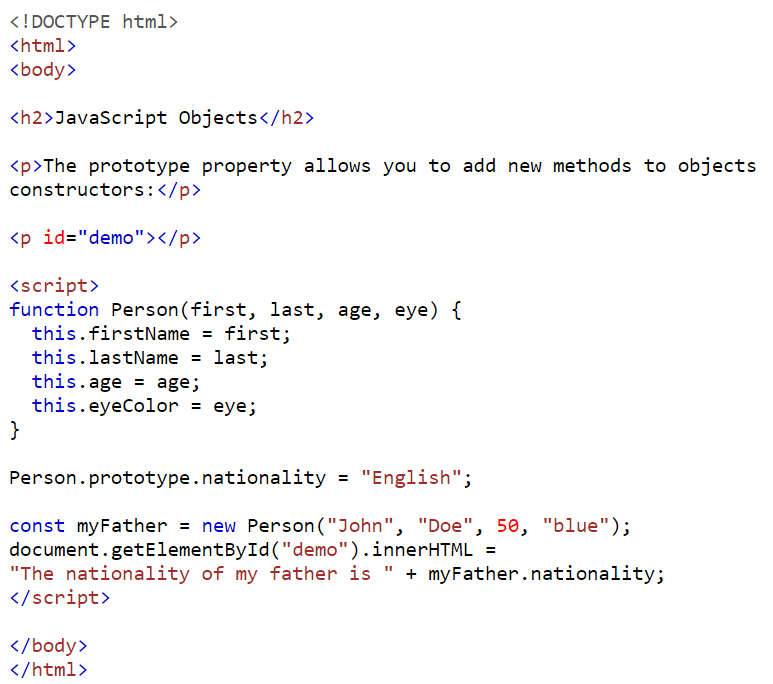 <!DOCTYPE html>
<html>
<body>

<h2>JavaScript Objects</h2>

<p>The prototype property allows you to add new methods to objects
constructors:</p>

<p id="demo"></p>

<script>
function Person(first, last, age, eye) {
  this.firstName = first;
  this.lastName = last;
  this.age = age;
  this.eyeColor = eye;
}

Person.prototype.nationality = "English";

const myFather = new Person("John", "Doe", 50, "blue");
document.getElementById("demo").innerHTML =
"The nationality of my father is " + myFather.nationality;
</script>

</body>
</html>